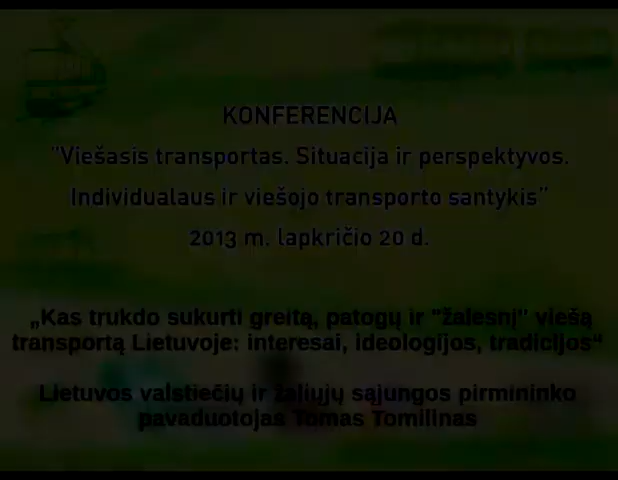 KONFERENCIJA
"Viešasis transportas. Situacija ir perspektyvos.
Individualaus ir viešojo transporto santykis"
2013 m. lapkričio 20 d.
„Kas trukdo sukurti greitą, patogų ir "žalesnį" viešą
transportą Lietuvoje: interesai, ideologijos, tradicijos“
Lietuvos valstiečių ir žaliųjų sąjungos pirmininko
pavaduotojas Tomas Tomilinas